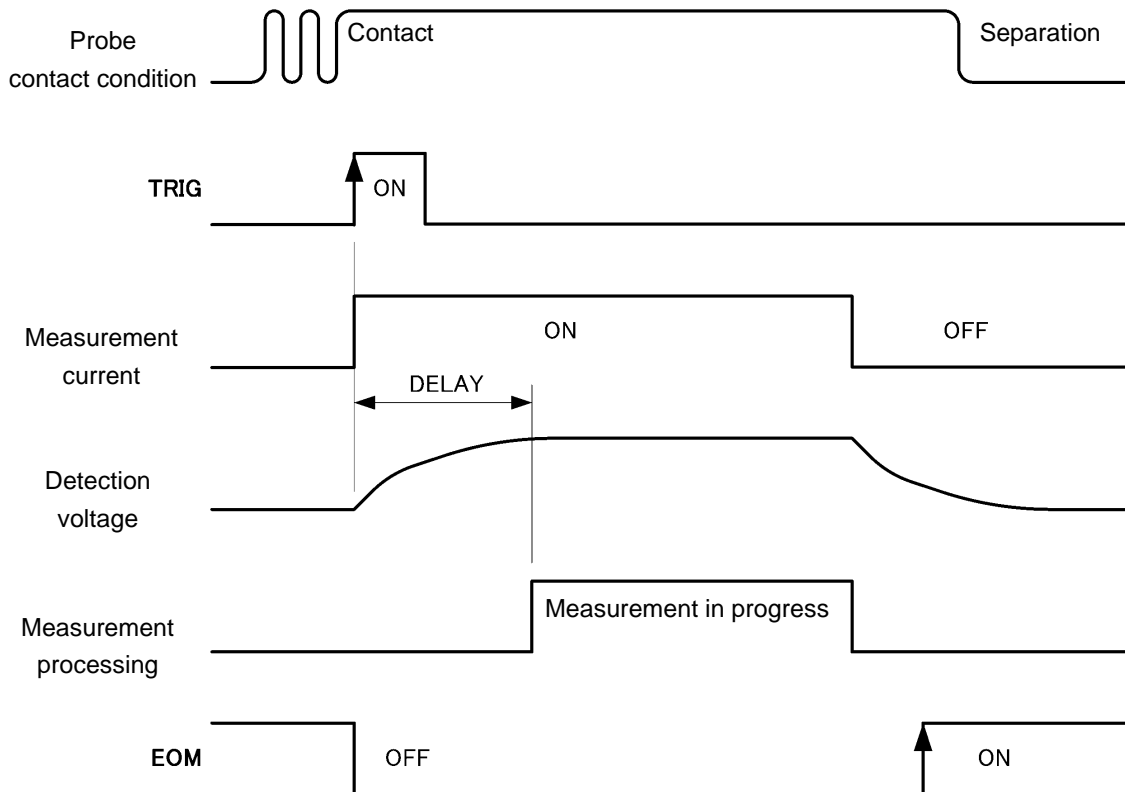 Probe
contact condition
Contact
Separation
TRIG
ON
Measurement
current
ON
OFF
DELAY
Detection
voltage
Measurement
processing
Measurement in progress
EOM
OFF
ON